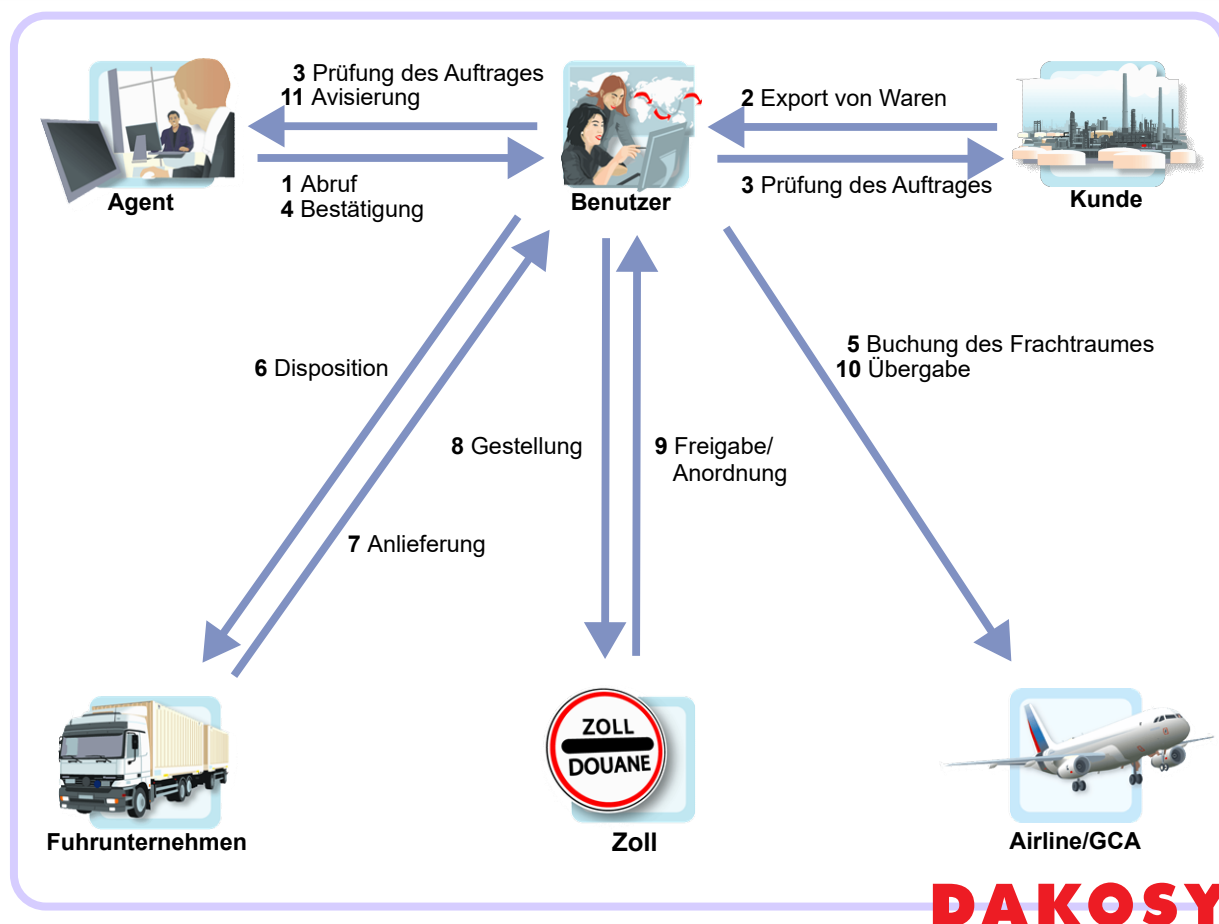 3 Prüfung des Auftrages
11 Avisierung
2 Export von Waren
1 Abruf
4 Bestätigung
3 Prüfung des Auftrages
Agent
Benutzer
Kunde
5 Buchung des Frachtraumes
10 Übergabe
6 Disposition
8 Gestellung
9 Freigabe/
Anordnung
7 Anlieferung
ZOLL
DOUANE
Fuhrunternehmen
Zoll
Airline/GCA
DAKOSY